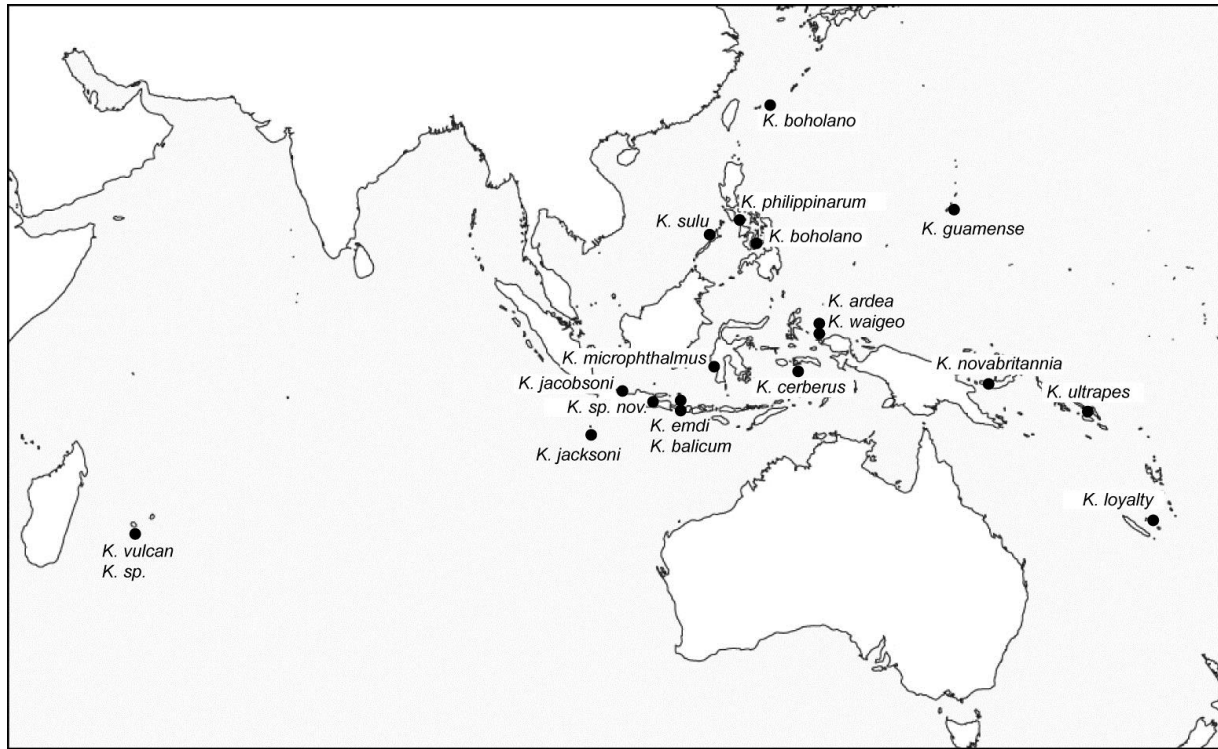 K. boholano
K. philippinarum
K. sulu
K. boholano
K. guamense
K. ardea
K. waigeo
K. microphthalmus
K. novabritannia
K. cerberus
K. jacobsoni
K. ultrapes
K. sp. nov.
K. emdi
K. balicum
K. jacksoni
K. loyalty
K. vulcan
K. sp.